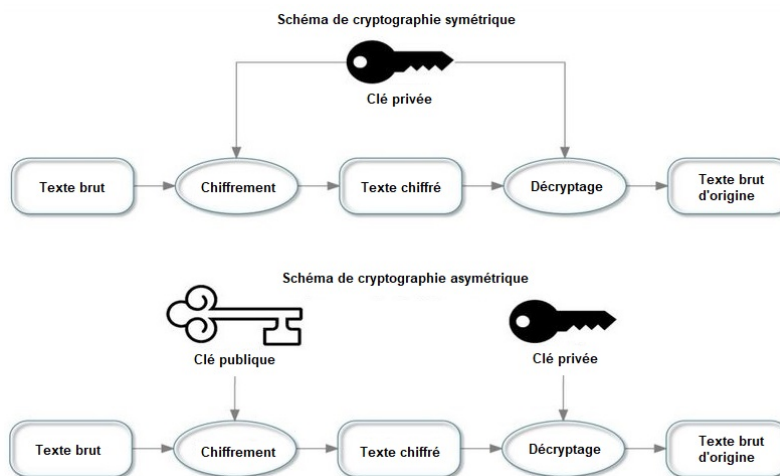 Schéma de cryptographie symétrique
Clé privée
Texte brut
Chiffrement
Texte chiffré
Décryptage
Texte brut
d'origine
Schéma de cryptographie asymétrique
Clé publique
Clé privée
Texte brut
Chiffrement
Texte chiffré
Décryptage
Texte brut
d'origine